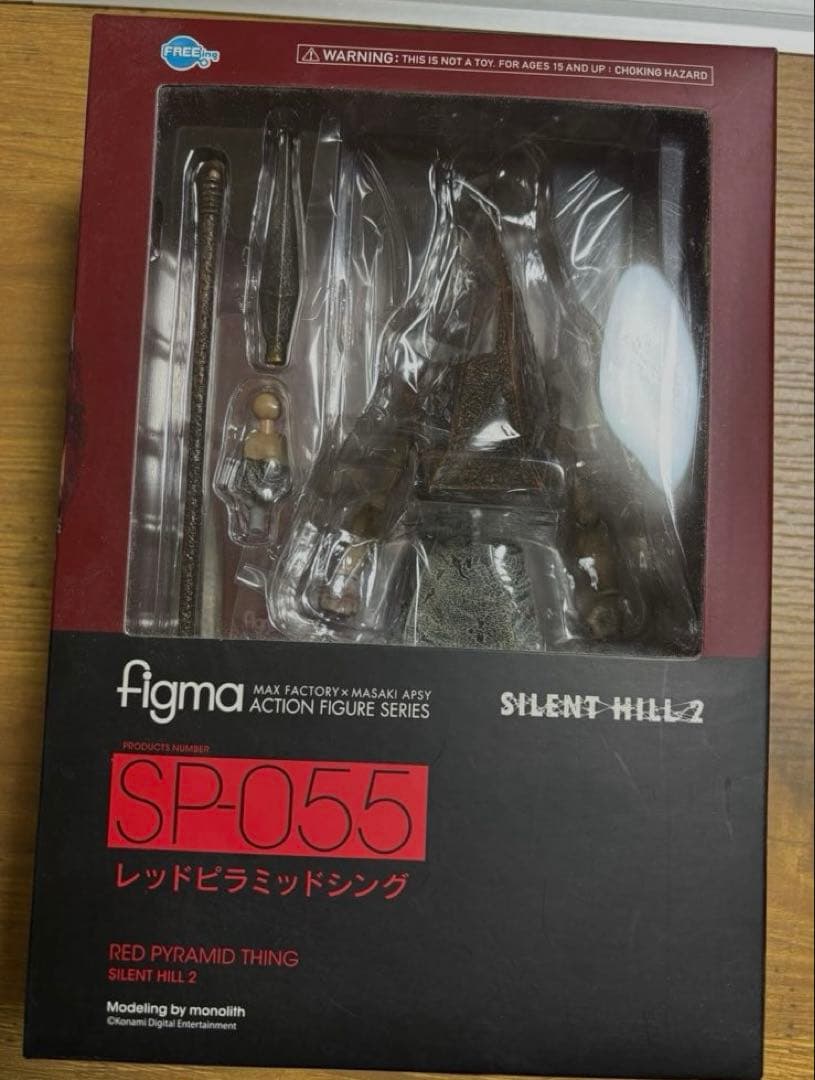 FREEing
⚠ WARNING: THIS IS NOT A TOY. FOR AGES 15 AND UP : CHOKING HAZARD
figma
figma MAX FACTORY×MASAKI APSY
ACTION FIGURE SERIES
SILENT HILL 2
PRODUCTS NUMBER
SP-055
レッドピラミッドシング
RED PYRAMID THING
SILENT HILL 2
Modeling by monolith
©Konami Digital Entertainment